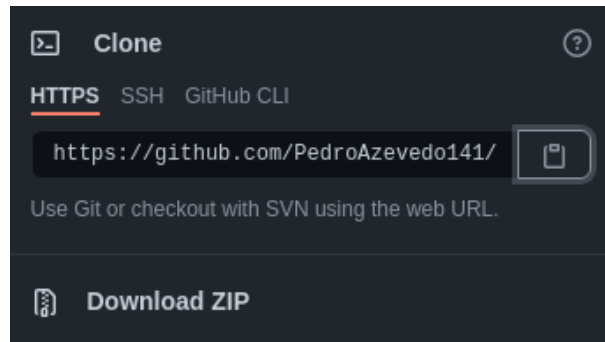 Clone
HTTPS SSH GitHub CLI
https://github.com/PedroAzevedo141/
Use Git or checkout with SVN using the web URL.
Download ZIP